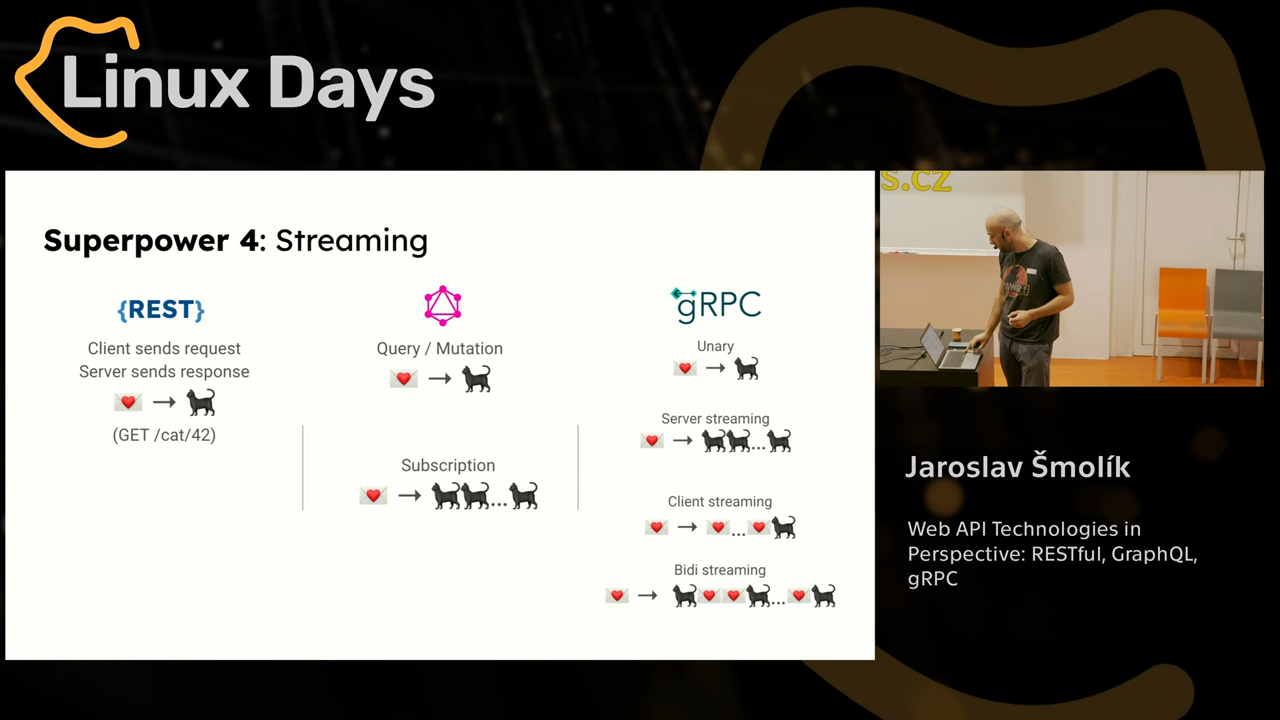 Linux Days
Superpower 4: Streaming
{REST}
Client sends request
Server sends response
(GET /cat/42)
Query / Mutation
Subscription
gRPC
Unary
Server streaming
Client streaming
Bidi streaming
S.CZ
Jaroslav Šmolík
Web API Technologies in
Perspective: RESTful, GraphQL,
gRPC